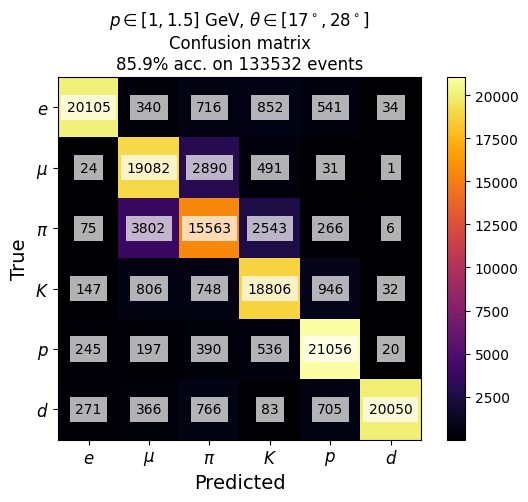 p ∈ [1, 1.5] GeV, θ ∈ [17°, 28°]
Confusion matrix
85.9% acc. on 133532 events
True
e 20105 340 716 852 541 34
μ 24 19082 2890 491 31 1
π 75 3802 15563 2543 266 6
K 147 806 748 18806 946 32
p 245 197 390 536 21056 20
d 271 366 766 83 705 20050
e μ π K p d
Predicted
20000
17500
15000
12500
10000
7500
5000
2500